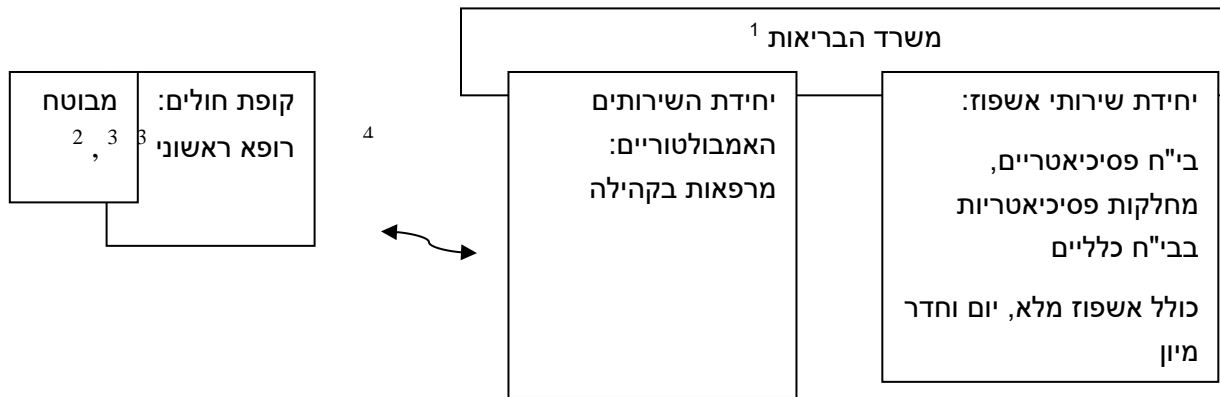 משרד הבריאות 1
יחידת שירותי אשפוז:
בי"ח פסיכיאטריים,
מחלקות פסיכיאטריות
בבי"ח כלליים
כולל אשפוז מלא, יום וחדר
מיון
יחידת השירותים
האמבולטוריים:
מרפאות בקהילה
4
קופת חולים:
רופא ראשוני 3
מבוטח
2 , 3